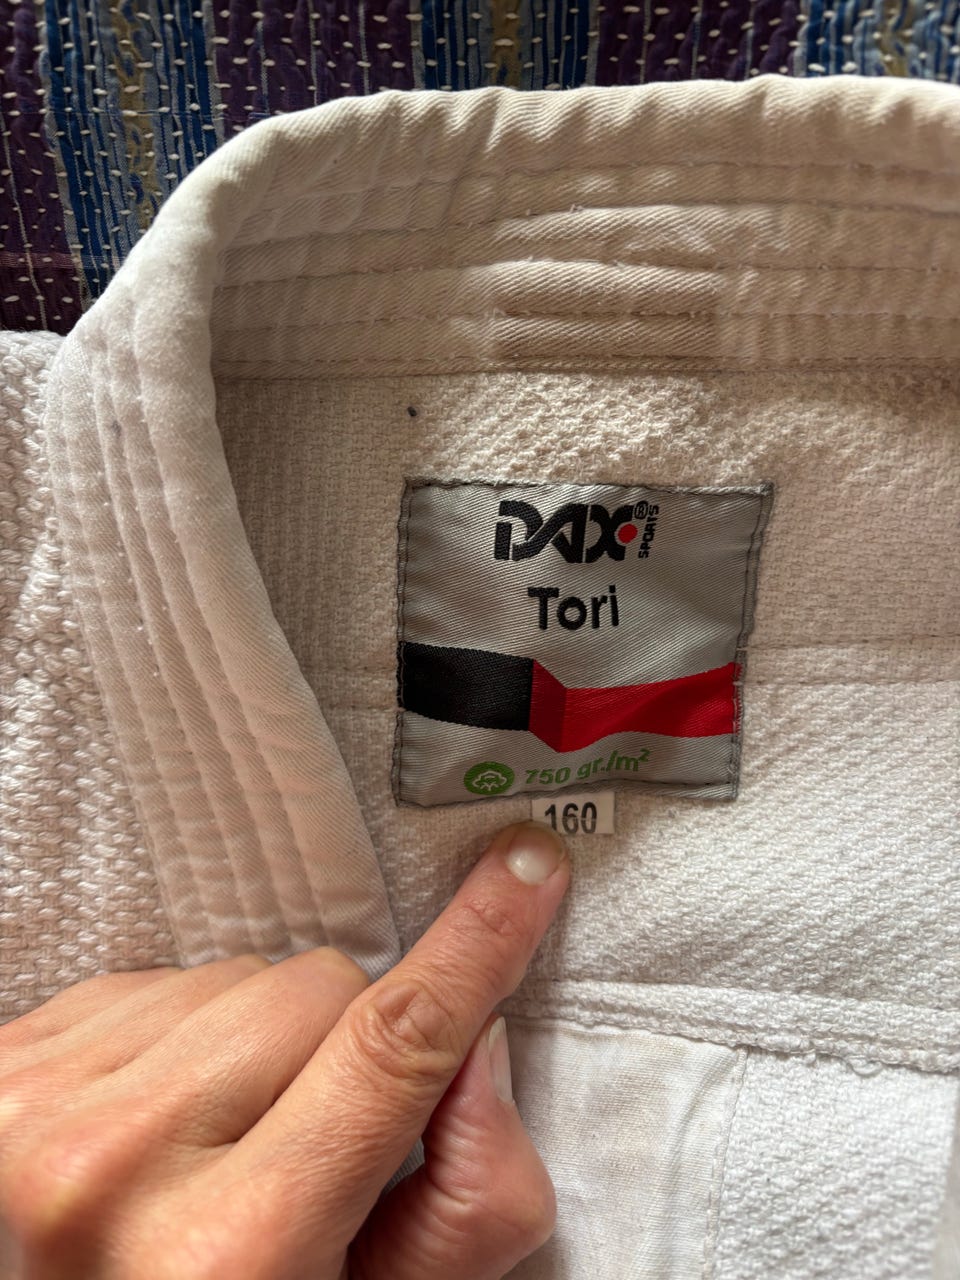 DAX® SPORTS
Tori
750 gr./m²
160